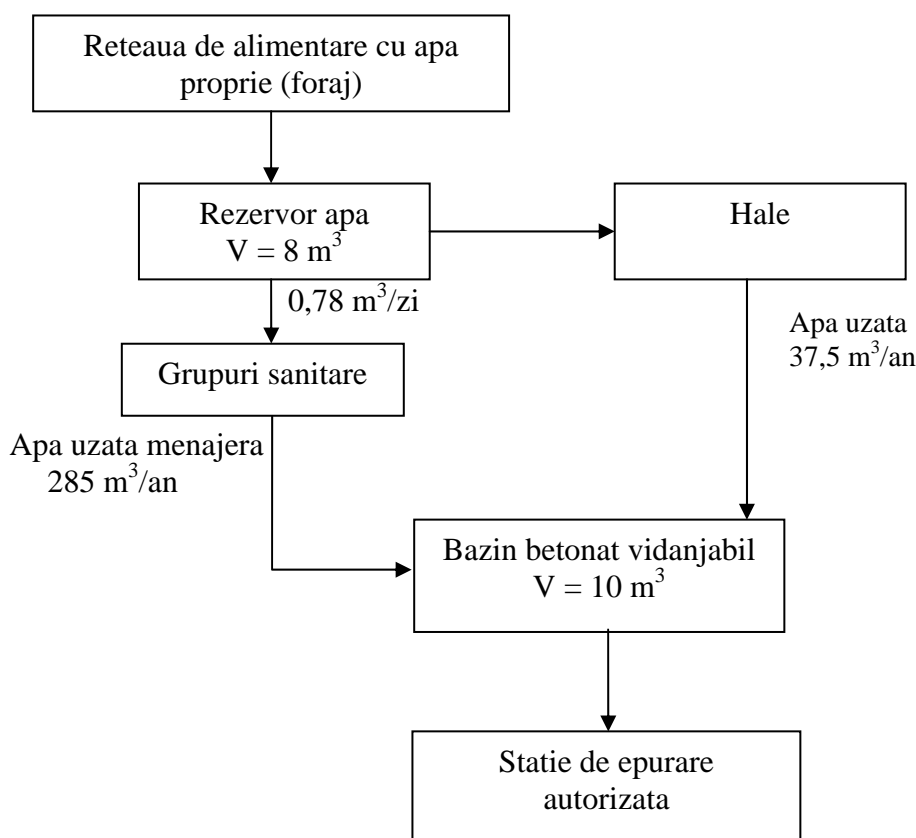 Reteaua de alimentare cu apa
proprie (foraj)
Rezervor apa
V = 8 m³
Hale
0,78 m³/zi
Apa uzata
37,5 m³/an
Grupuri sanitare
Apa uzata menajera
285 m³/an
Bazin betonat vidanjabil
V = 10 m³
Statie de epurare
autorizata